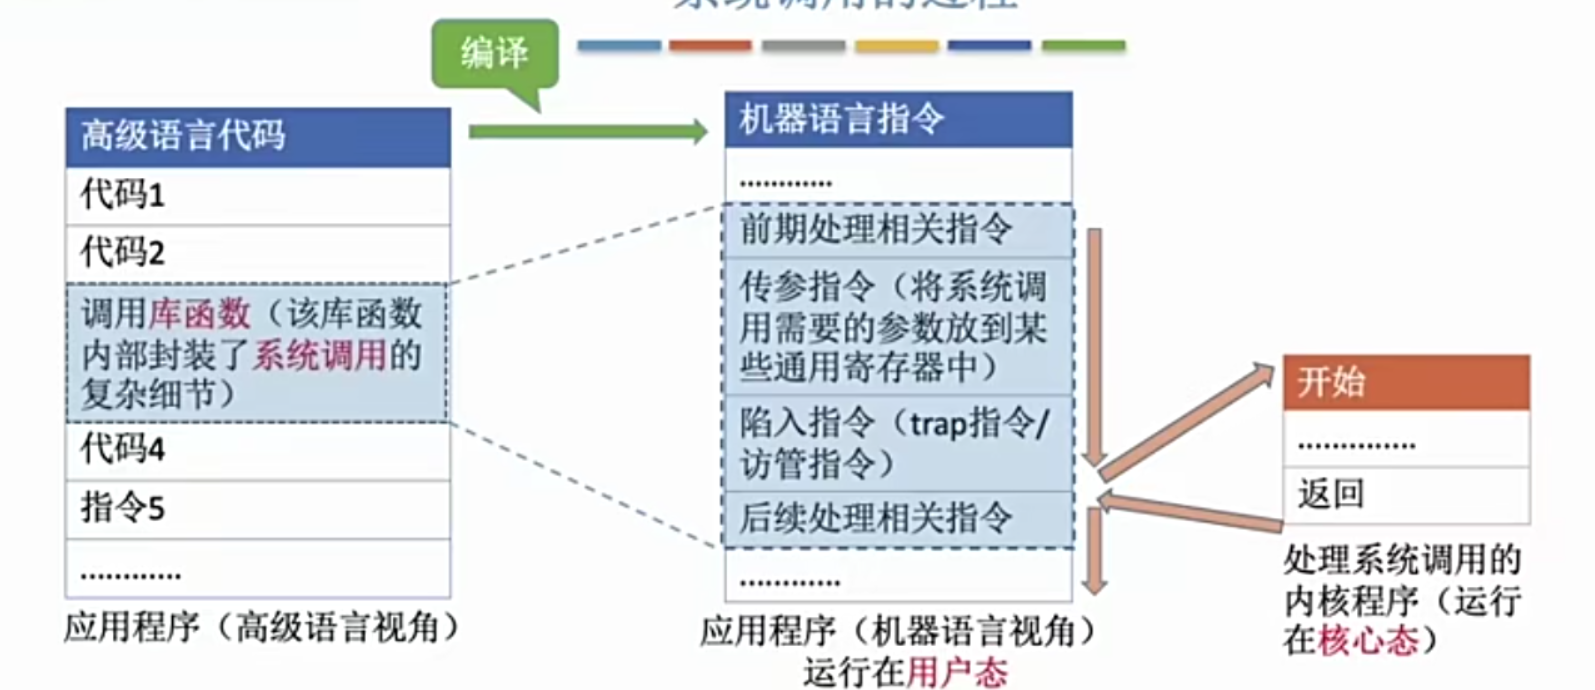 系统调用的过程
编译
高级语言代码
代码1
代码2
调用库函数（该库函数
内部封装了系统调用的
复杂细节）
代码4
指令5
............
应用程序（高级语言视角）
机器语言指令
............
前期处理相关指令
传参指令（将系统调
用需要的参数放到某
些通用寄存器中）
陷入指令（trap指令/
访管指令）
后续处理相关指令
............
应用程序（机器语言视角）
运行在用户态
开始
..............
返回
处理系统调用的
内核程序（运行
在核心态）